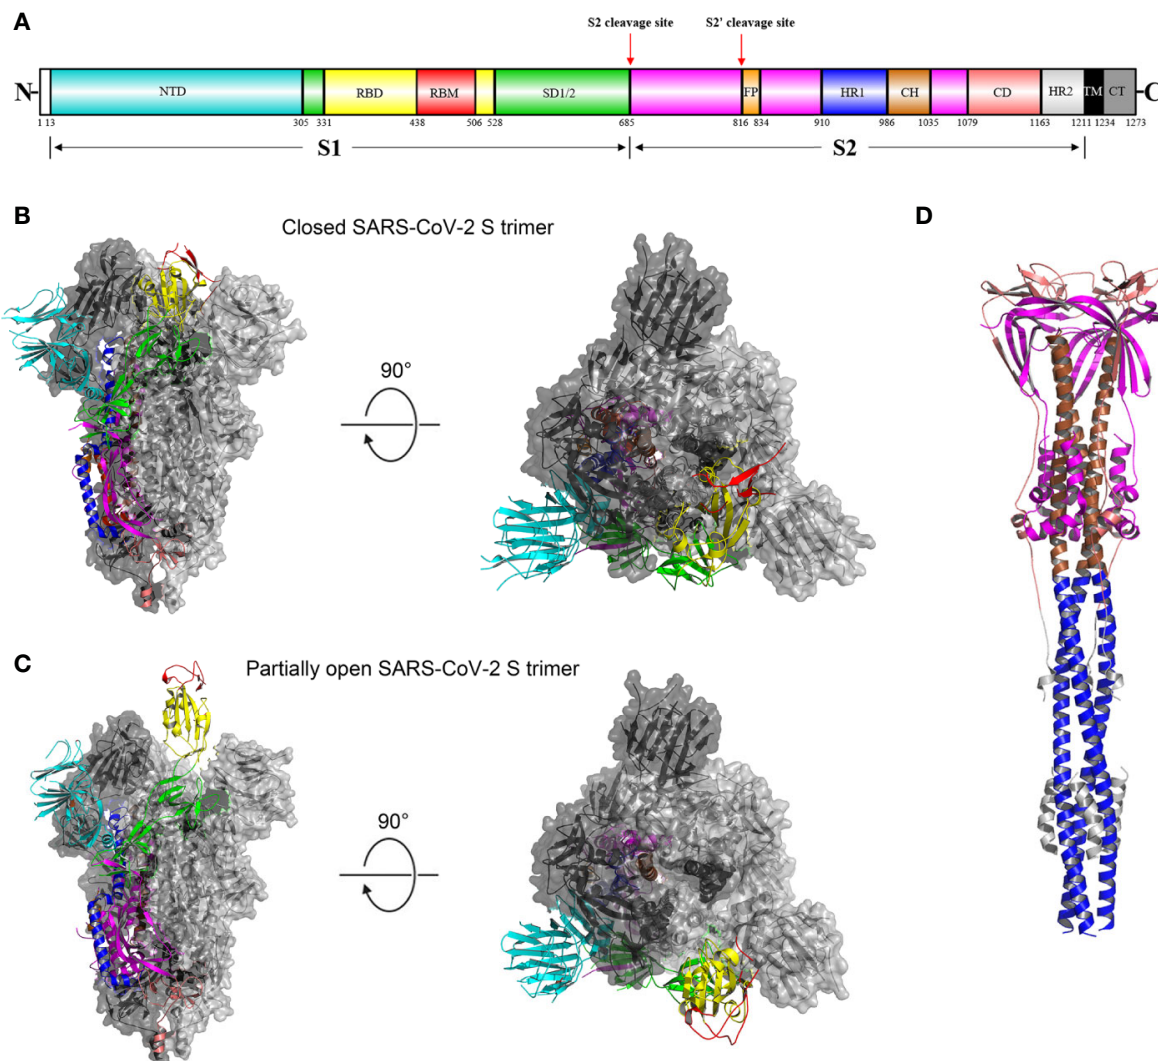 A
S2 cleavage site S2' cleavage site
N NTD RBD RBM SD1/2 FP HR1 CH CD HR2 TM CT C
1 13 305 331 438 506 528 685 816 834 910 986 1035 1079 1163 1211 1234 1273
S1 S2
B
Closed SARS-CoV-2 S trimer
90°
D
C
Partially open SARS-CoV-2 S trimer
90°